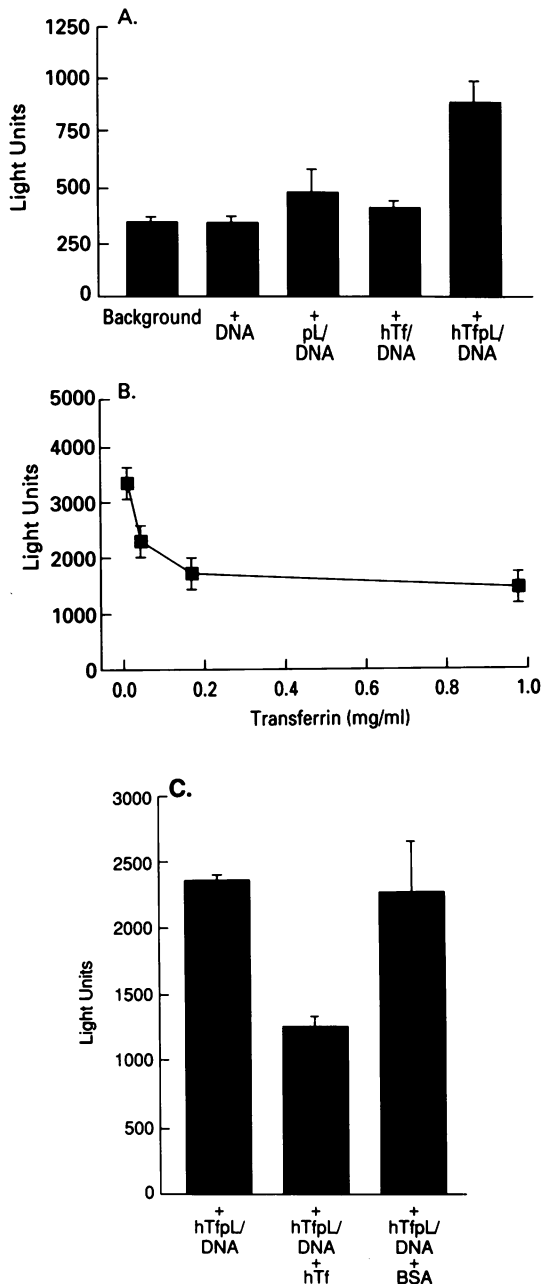 A.
1250
1000
750
500
250
0
Light Units
Background
+
DNA
+
pL/
DNA
+
hTf/
DNA
+
hTfpL/
DNA
B.
5000
4000
3000
2000
1000
0
Light Units
0.0 0.2 0.4 0.6 0.8 1.0
Transferrin (mg/ml)
C.
3000
2500
2000
1500
1000
500
0
Light Units
+
hTfpL/
DNA
+
hTfpL/
DNA
+
hTf
+
hTfpL/
DNA
+
BSA